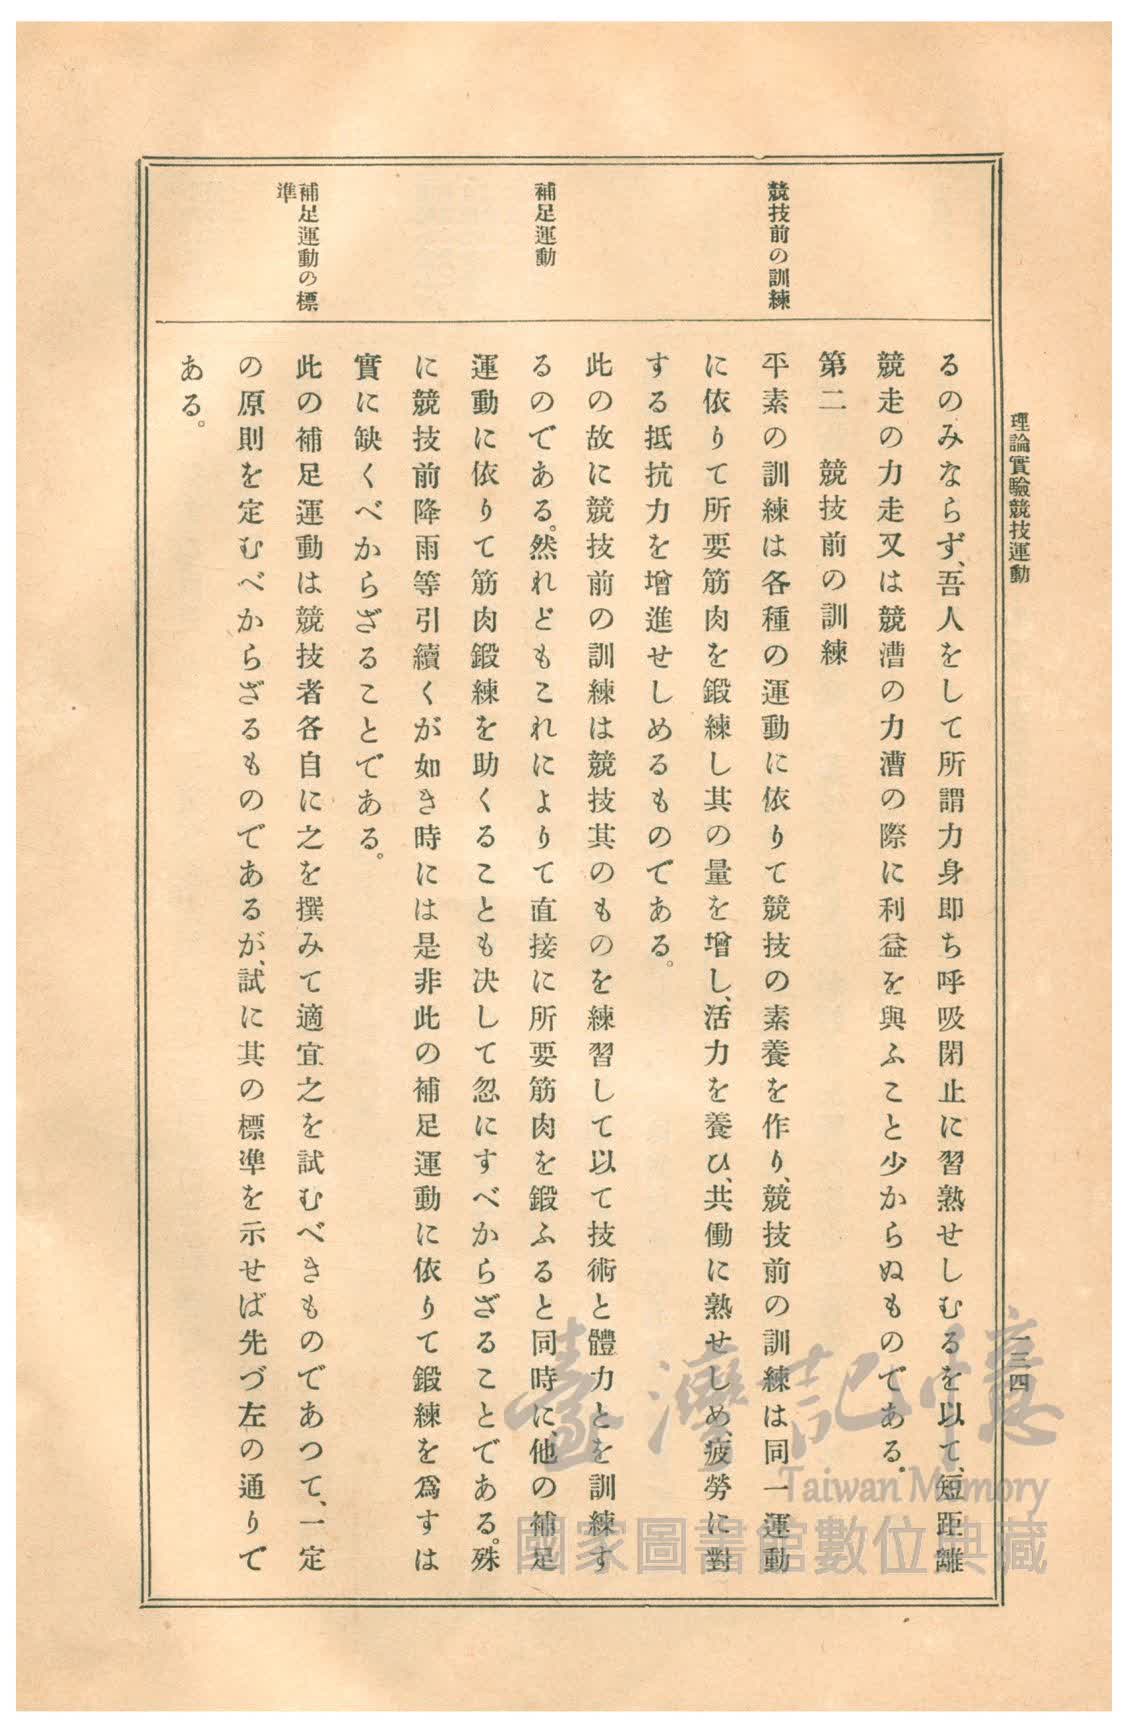 理論實驗競技運動
一三四
競技前の訓練
補足運動
補足運動の標
準
るのみならず、吾人をして所謂力身即ち呼吸閉止に習熟せしむるを以て、短距離
競走の力走又は競漕の力漕の際に利益を與ふこと少からぬものである。
第二　競技前の訓練
平素の訓練は各種の運動に依りて競技の素養を作り、競技前の訓練は同一運動
に依りて所要筋肉を鍛練し其の量を增し、活力を養ひ、共働に熟せしめ、疲勞に對
する抵抗力を增進せしめるものである。
此の故に競技前の訓練は競技其のものを練習して以て技術と體力とを訓練す
るのである。然れどもこれによりて直接に所要筋肉を鍛ふると同時に、他の補足
運動に依りて筋肉鍛練を助くることも决して忽にすべからざることである。殊
に競技前降雨等引續くが如き時には是非此の補足運動に依りて鍛練を爲すは
實に缺くべからざることである。
此の補足運動は競技者各自に之を撰みて適宜之を試むべきものであつて、一定
の原則を定むべからざるものであるが、試に其の標準を示せば先づ左の通りで
ある。
臺灣記憶
Taiwan Memory
國家圖書館數位典藏